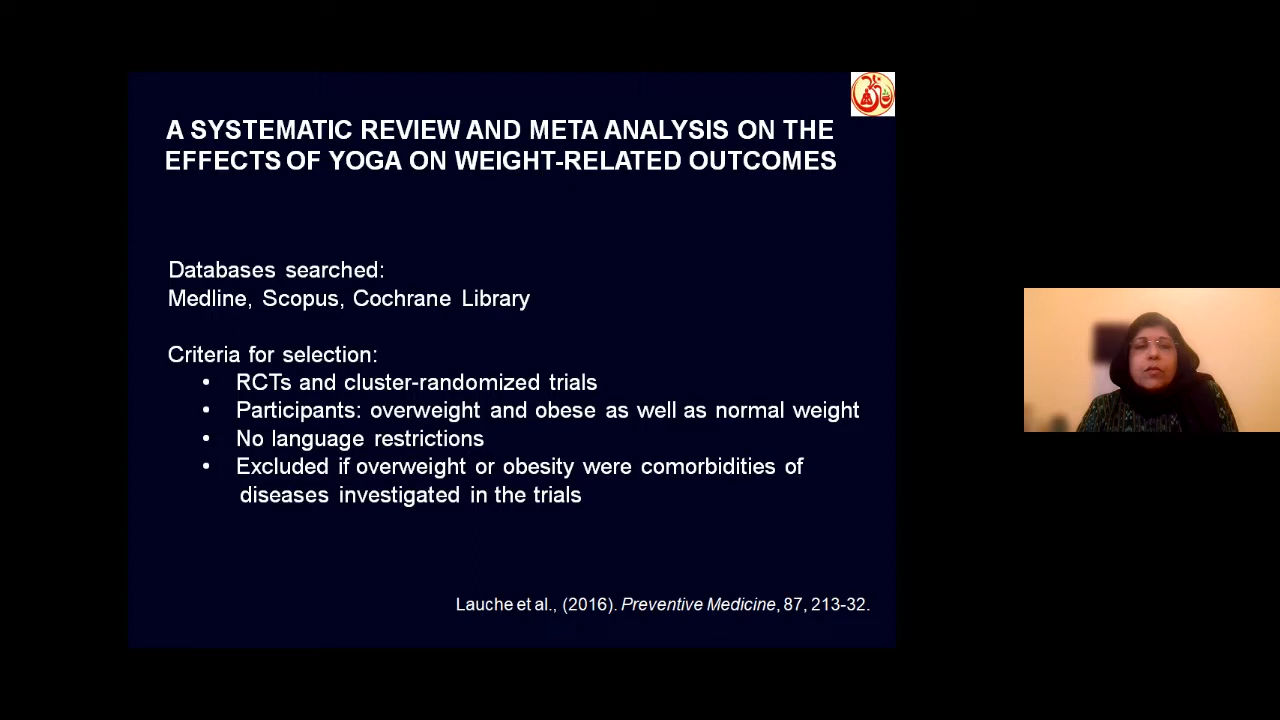 A SYSTEMATIC REVIEW AND META ANALYSIS ON THE
EFFECTS OF YOGA ON WEIGHT-RELATED OUTCOMES
Databases searched:
Medline, Scopus, Cochrane Library
Criteria for selection:
• RCTs and cluster-randomized trials
• Participants: overweight and obese as well as normal weight
• No language restrictions
• Excluded if overweight or obesity were comorbidities of
diseases investigated in the trials
Lauche et al., (2016). Preventive Medicine, 87, 213-32.